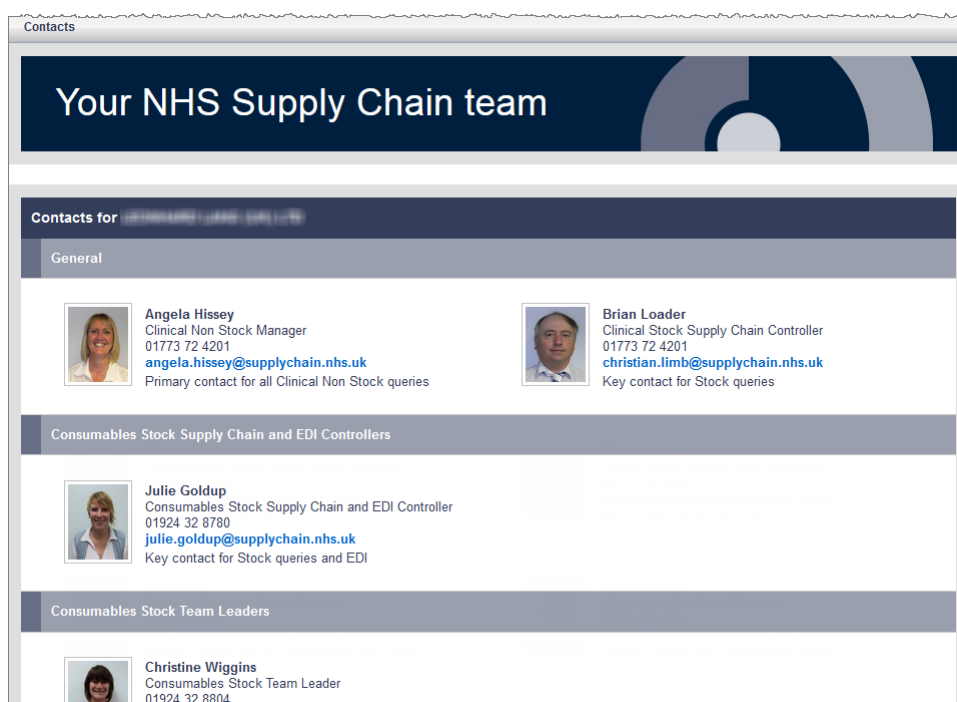 Contacts
Your NHS Supply Chain team
Contacts for
General
Angela Hissey
Clinical Non Stock Manager
01773 72 4201
angela.hissey@supplychain.nhs.uk
Primary contact for all Clinical Non Stock queries
Brian Loader
Clinical Stock Supply Chain Controller
01773 72 4201
christian.limb@supplychain.nhs.uk
Key contact for Stock queries
Consumables Stock Supply Chain and EDI Controllers
Julie Goldup
Consumables Stock Supply Chain and EDI Controller
01924 32 8780
julie.goldup@supplychain.nhs.uk
Key contact for Stock queries and EDI
Consumables Stock Team Leaders
Christine Wiggins
Consumables Stock Team Leader
01924 32 8804